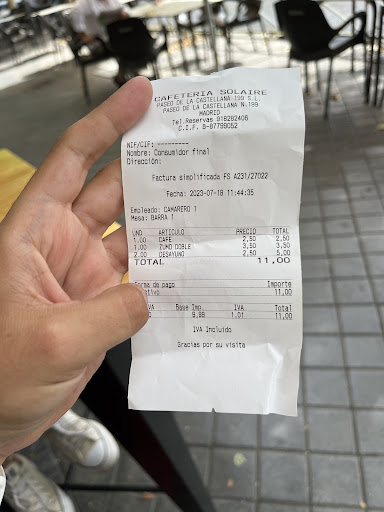 CAFETERIA SOLAIRE
PASEO DE LA CASTELLANA 199 S.L.
PASEO DE LA CASTELLANA N.199
MADRID
Tel.Reservas 918282406
C.I.F. B-87799052
NIF/CIF: ---------
Nombre: Consumidor final
Dirección:
Factura simplificada FS A231/27022
Fecha: 2023-07-18 11:44:35
Empleado: CAMARERO 1
Mesa: BARRA 1
UND ARTICULO PRECIO TOTAL
1.00 CAFE 2,50 2,50
1.00 ZUMO DOBLE 3,50 3,50
2.00 DESAYUNO 2,50 5,00
TOTAL 11,00
Forma de pago Importe
11,00
Base Imp. IVA Total
9,99 1,01 11,00
IVA Incluido
Gracias por su visita